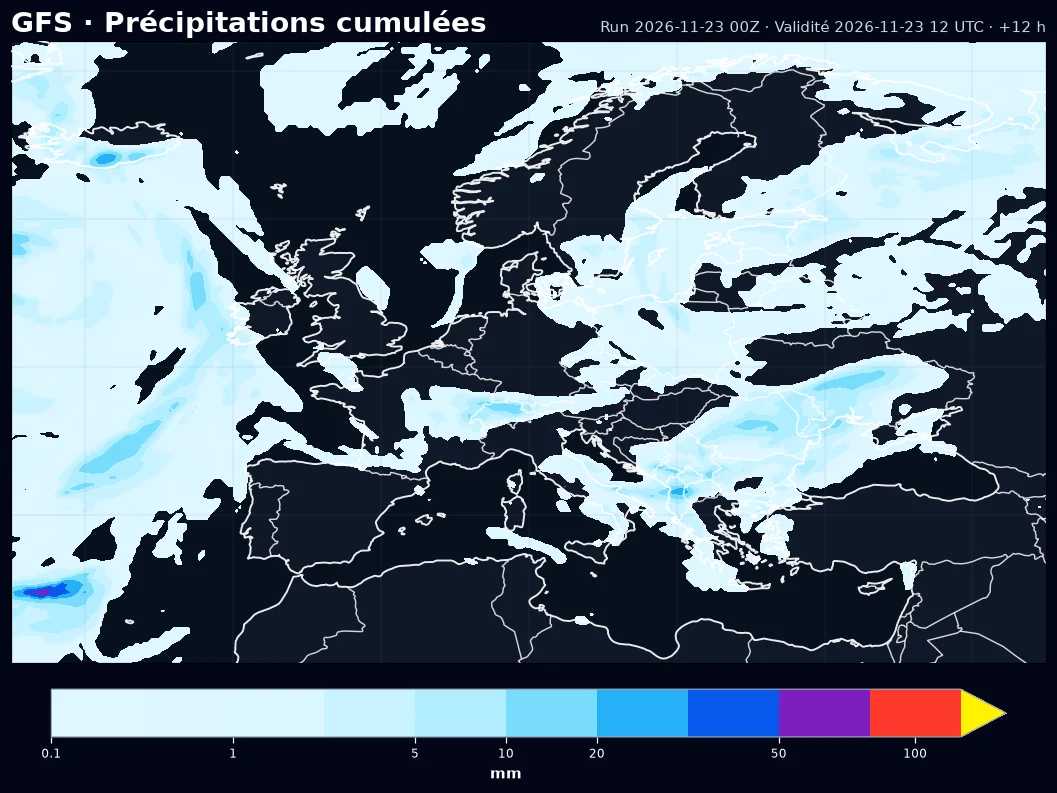 GFS · Précipitations cumulées
Run 2026-11-23 00Z · Validité 2026-11-23 12 UTC · +12 h
0.1 1 5 10 20 50 100
mm